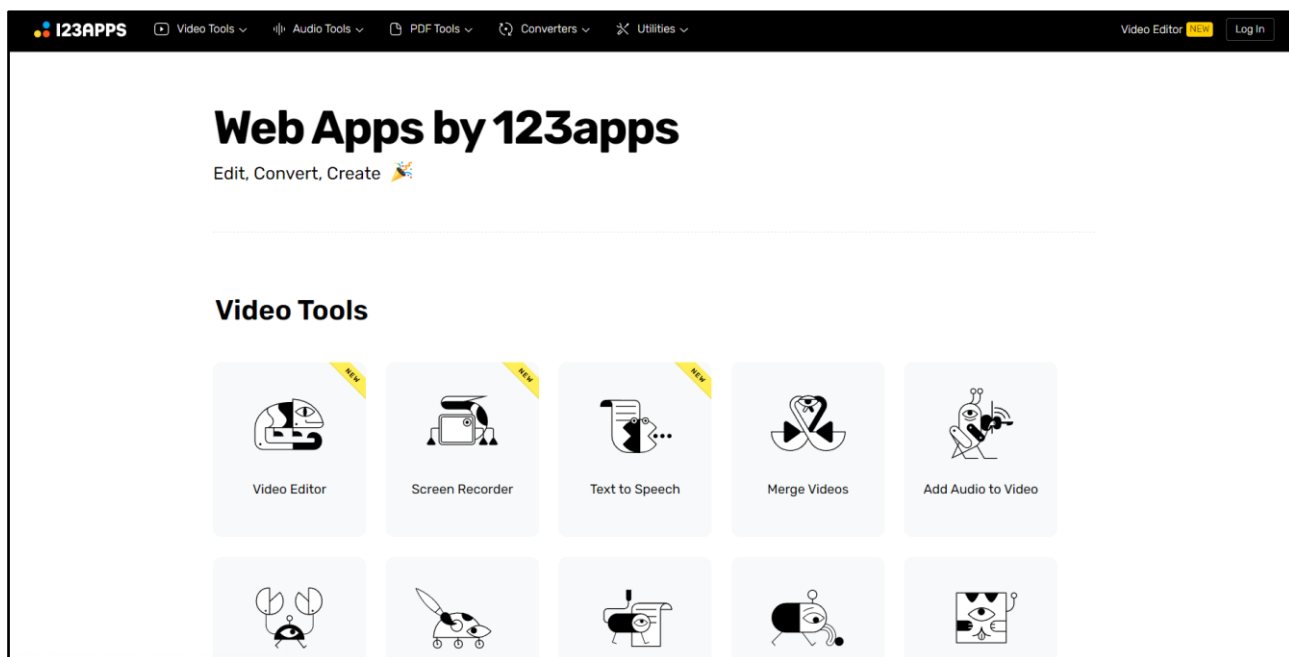 123APPS Video Tools Audio Tools PDF Tools Converters Utilities Video Editor NEW Log In
Web Apps by 123apps
Edit, Convert, Create
Video Tools
NEW NEW NEW
Video Editor Screen Recorder Text to Speech Merge Videos Add Audio to Video